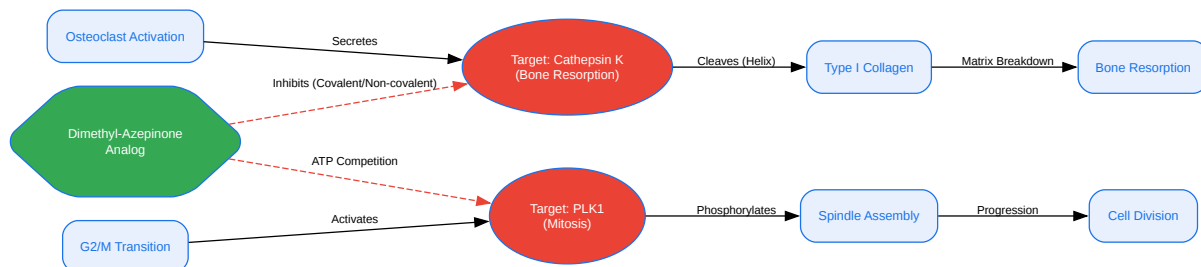 Osteoclast Activation
Secretes
Target: Cathepsin K
(Bone Resorption)
Cleaves (Helix)
Type I Collagen
Matrix Breakdown
Bone Resorption
Inhibits (Covalent/Non-covalent)
Dimethyl-Azepinone
Analog
ATP Competition
Activates
G2/M Transition
Target: PLK1
(Mitosis)
Phosphorylates
Spindle Assembly
Progression
Cell Division